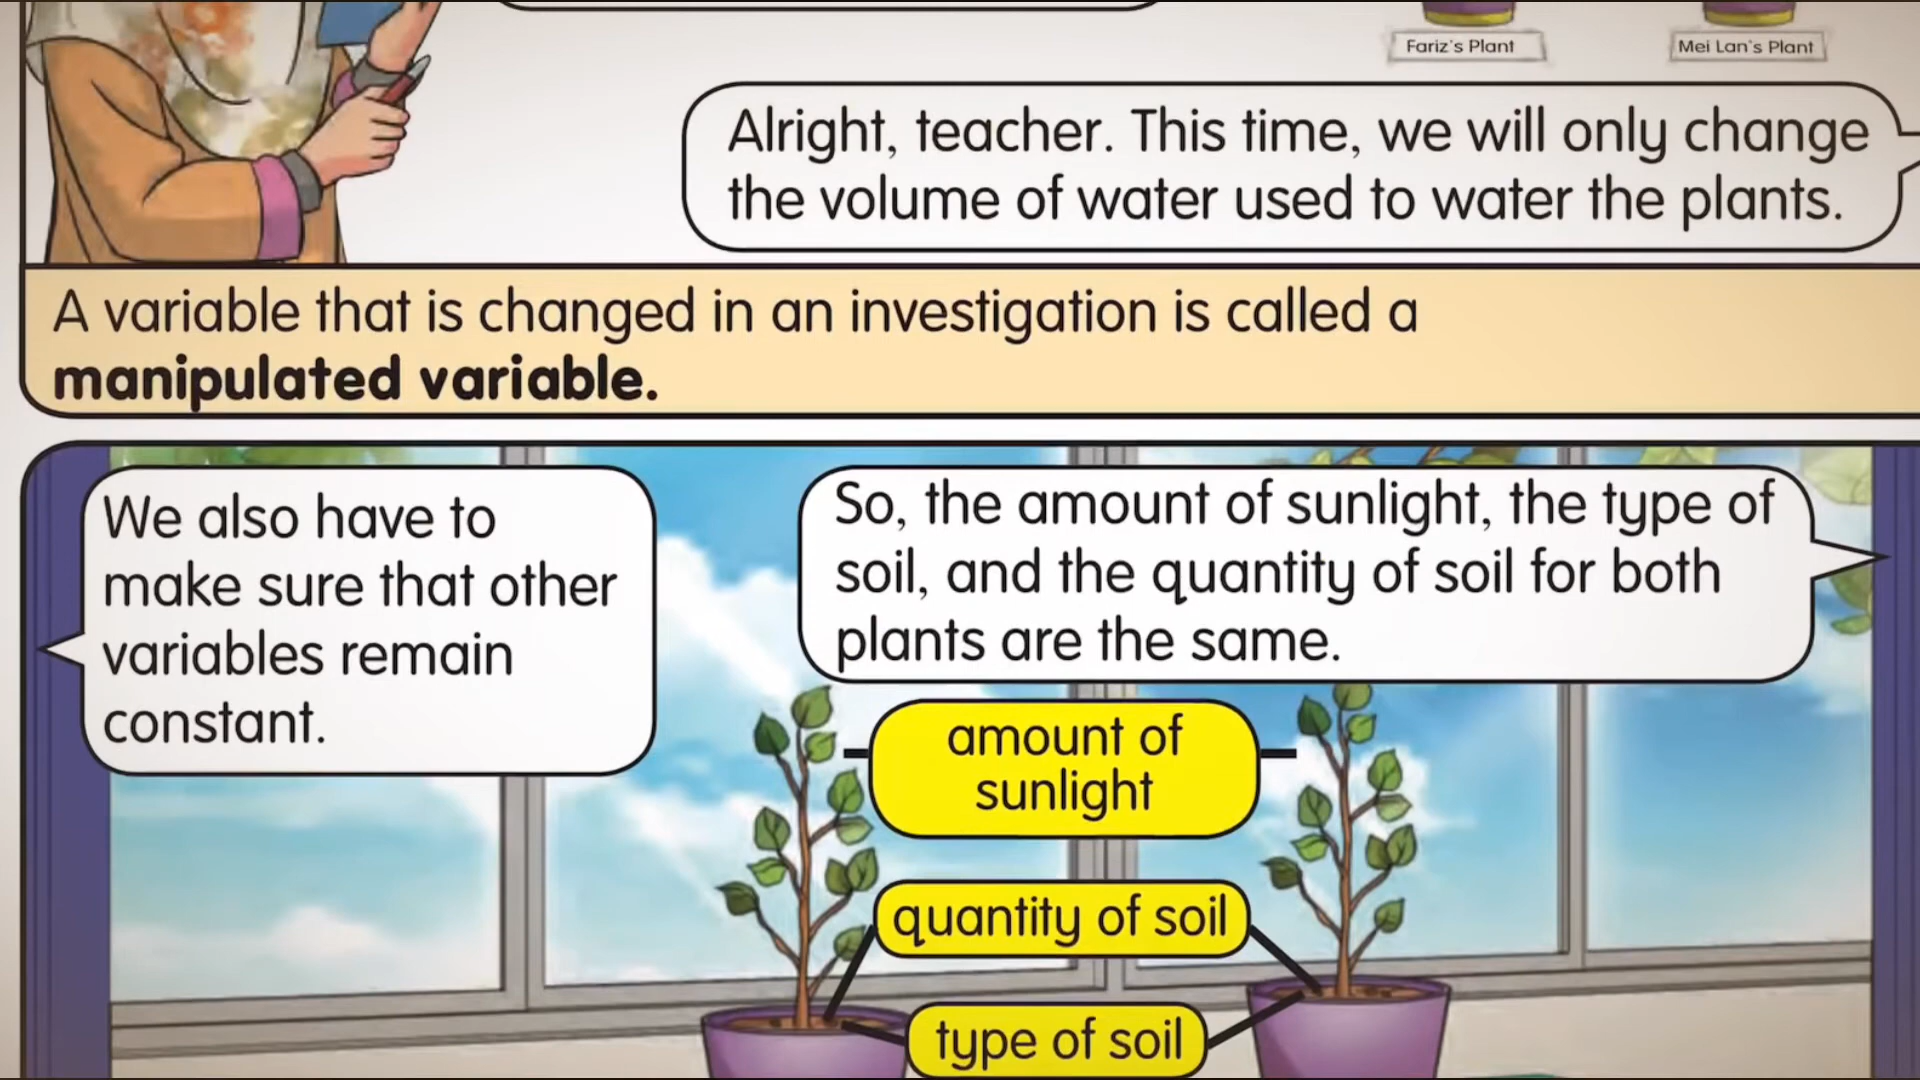 Fariz's Plant
Mei Lan's Plant
Alright, teacher. This time, we will only change
the volume of water used to water the plants.
A variable that is changed in an investigation is called a
manipulated variable.
We also have to
make sure that other
variables remain
constant.
So, the amount of sunlight, the type of
soil, and the quantity of soil for both
plants are the same.
amount of
sunlight
quantity of soil
type of soil